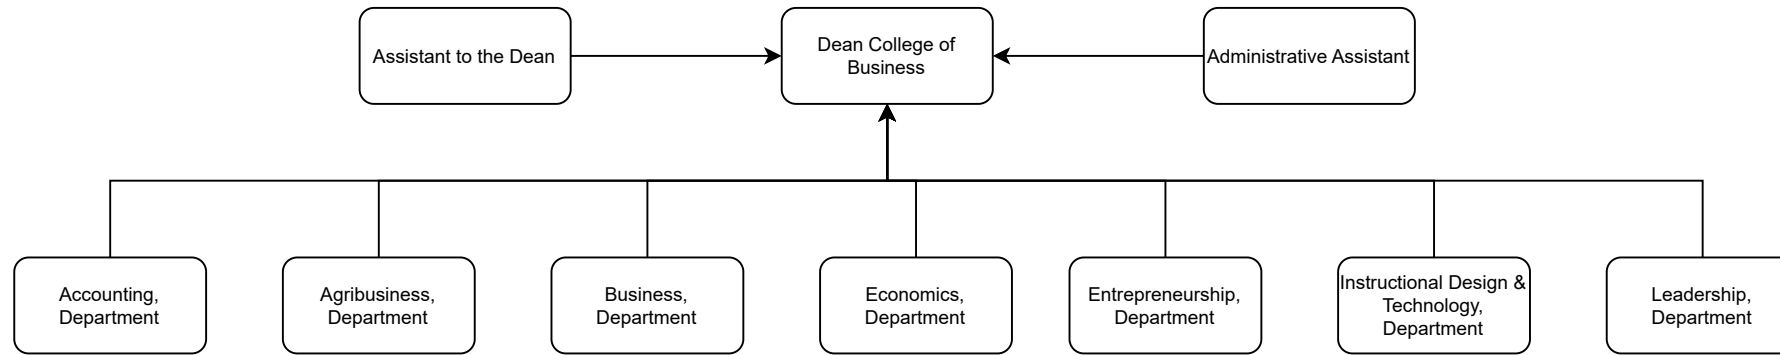 Assistant to the Dean
Dean College of
Business
Administrative Assistant
Accounting,
Department
Agribusiness,
Department
Business,
Department
Economics,
Department
Entrepreneurship,
Department
Instructional Design &
Technology,
Department
Leadership,
Department